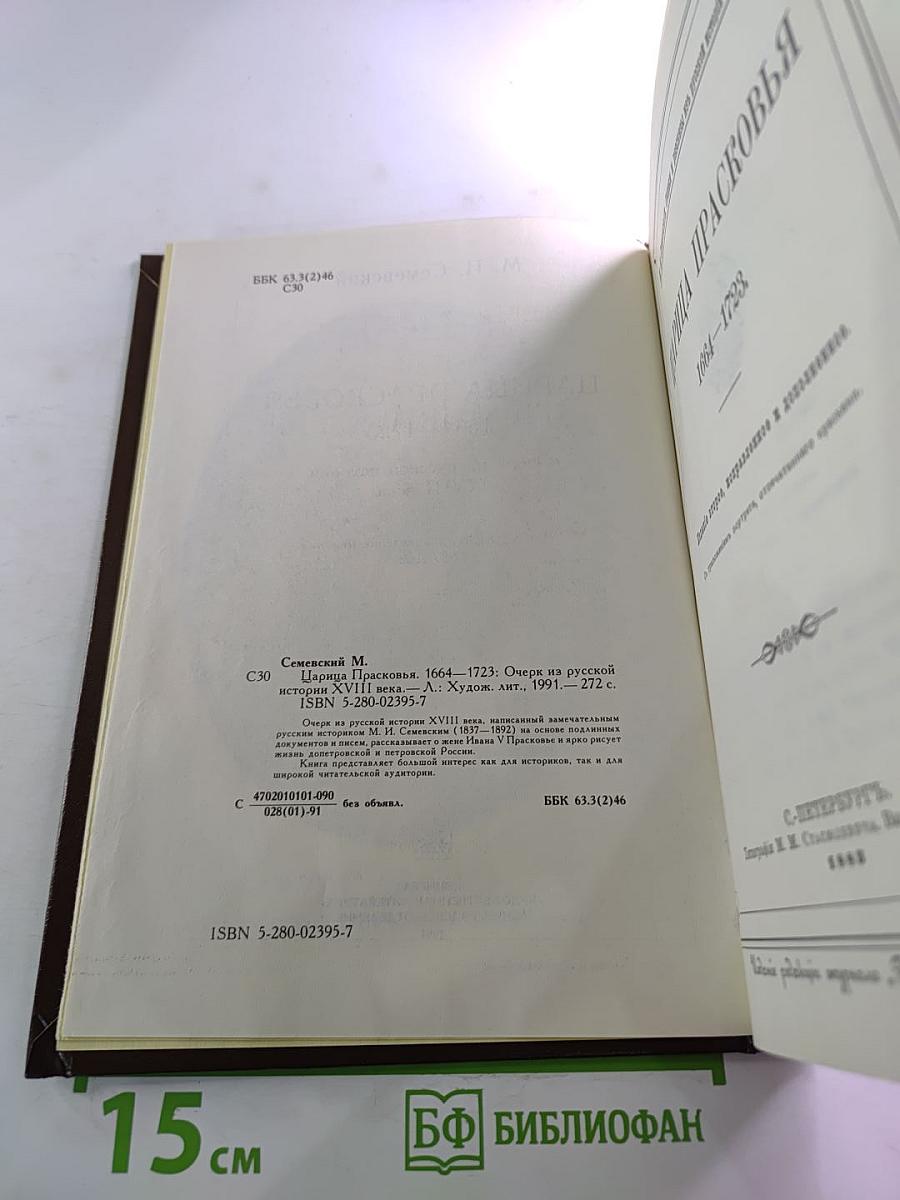 ББК 63.3(2)46
С30
Семевский М.
С30 Царица Прасковья. 1664—1723: Очерк из русской
истории XVIII века.— Л.: Худож. лит., 1991.— 272 с.
ISBN 5-280-02395-7
Очерк из русской истории XVIII века, написанный замечательным
русским историком М. И. Семевским (1837—1892) на основе подлинных
документов и писем, рассказывает о жене Ивана V Прасковье и ярко рисует
жизнь допетровской и петровской России.
Книга представляет большой интерес как для историков, так и для
широкой читательской аудитории.
С 4702010101-090 без объявл. ББК 63.3(2)46
028(01)-91
ISBN 5-280-02395-7
ПРАСКОВЬЯ
1664—1723.
исправленное и дополненное.
С.-ПЕТЕРБУРГЪ.
15 см
БФ БИБЛИОФАН